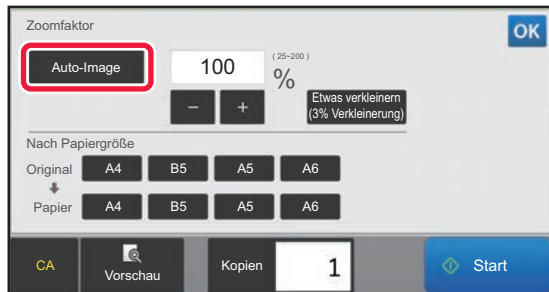 Zoomfaktor
OK
Auto-Image
100
(25~200)
%
− +
Etwas verkleinern
(3% Verkleinerung)
Nach Papiergröße
Original A4 B5 A5 A6
Papier A4 B5 A5 A6
CA Vorschau Kopien 1 Start